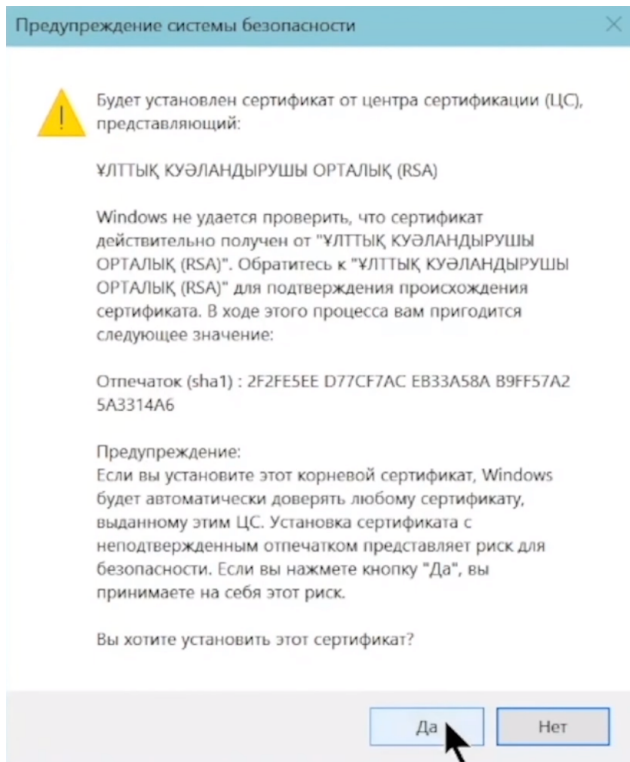 Предупреждение системы безопасности
Будет установлен сертификат от центра сертификации (ЦС),
представляющий:
ҰЛТТЫҚ КУӘЛАНДЫРУШЫ ОРТАЛЫҚ (RSA)
Windows не удается проверить, что сертификат
действительно получен от "ҰЛТТЫҚ КУӘЛАНДЫРУШЫ
ОРТАЛЫҚ (RSA)". Обратитесь к "ҰЛТТЫҚ КУӘЛАНДЫРУШЫ
ОРТАЛЫҚ (RSA)" для подтверждения происхождения
сертификата. В ходе этого процесса вам пригодится
следующее значение:
Отпечаток (sha1) : 2F2FE5EE D77CF7AC EB33A58A B9FF57A2
5A3314A6
Предупреждение:
Если вы установите этот корневой сертификат, Windows
будет автоматически доверять любому сертификату,
выданному этим ЦС. Установка сертификата с
неподтвержденным отпечатком представляет риск для
безопасности. Если вы нажмете кнопку "Да", вы
принимаете на себя этот риск.
Вы хотите установить этот сертификат?
Да
Нет